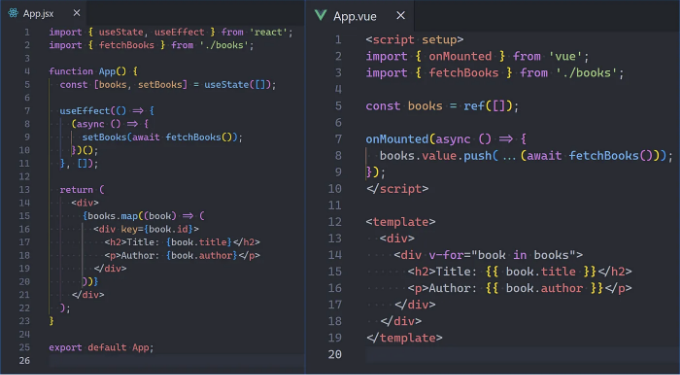 App.jsx
1 import { useState, useEffect } from 'react';
2 import { fetchBooks } from './books';
3
4 function App() {
5 const [books, setBooks] = useState([]);
6
7 useEffect(() => {
8 (async () => {
9 setBooks(await fetchBooks());
10 })();
11 }, []);
12
13
14 return (
15 <div>
16 {books.map((book) => (
17 <div key={book.id}>
18 <h2>Title: {book.title}</h2>
19 <p>Author: {book.author}</p>
20 </div>
21 ))}
22 </div>
23 );
24 }
25 export default App;
26
App.vue
1 <script setup>
2 import { onMounted } from 'vue';
3 import { fetchBooks } from './books';
4
5 const books = ref([]);
6
7 onMounted(async () => {
8 books.value.push( ...(await fetchBooks()));
9 });
10 </script>
11
12 <template>
13 <div>
14 <div v-for="book in books">
15 <h2>Title: {{ book.title }}</h2>
16 <p>Author: {{ book.author }}</p>
17 </div>
18 </div>
19 </template>
20